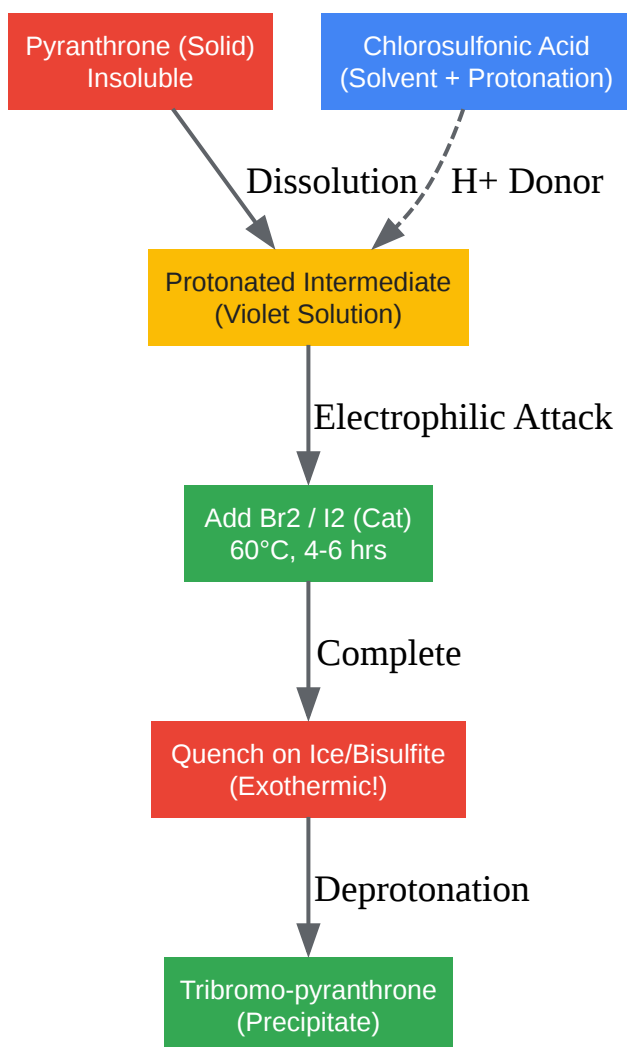 Pyranthrone (Solid)
Insoluble
Chlorosulfonic Acid
(Solvent + Protonation)
Dissolution
H+ Donor
Protonated Intermediate
(Violet Solution)
Electrophilic Attack
Add Br2 / I2 (Cat)
60°C, 4-6 hrs
Complete
Quench on Ice/Bisulfite
(Exothermic!)
Deprotonation
Tribromo-pyranthrone
(Precipitate)